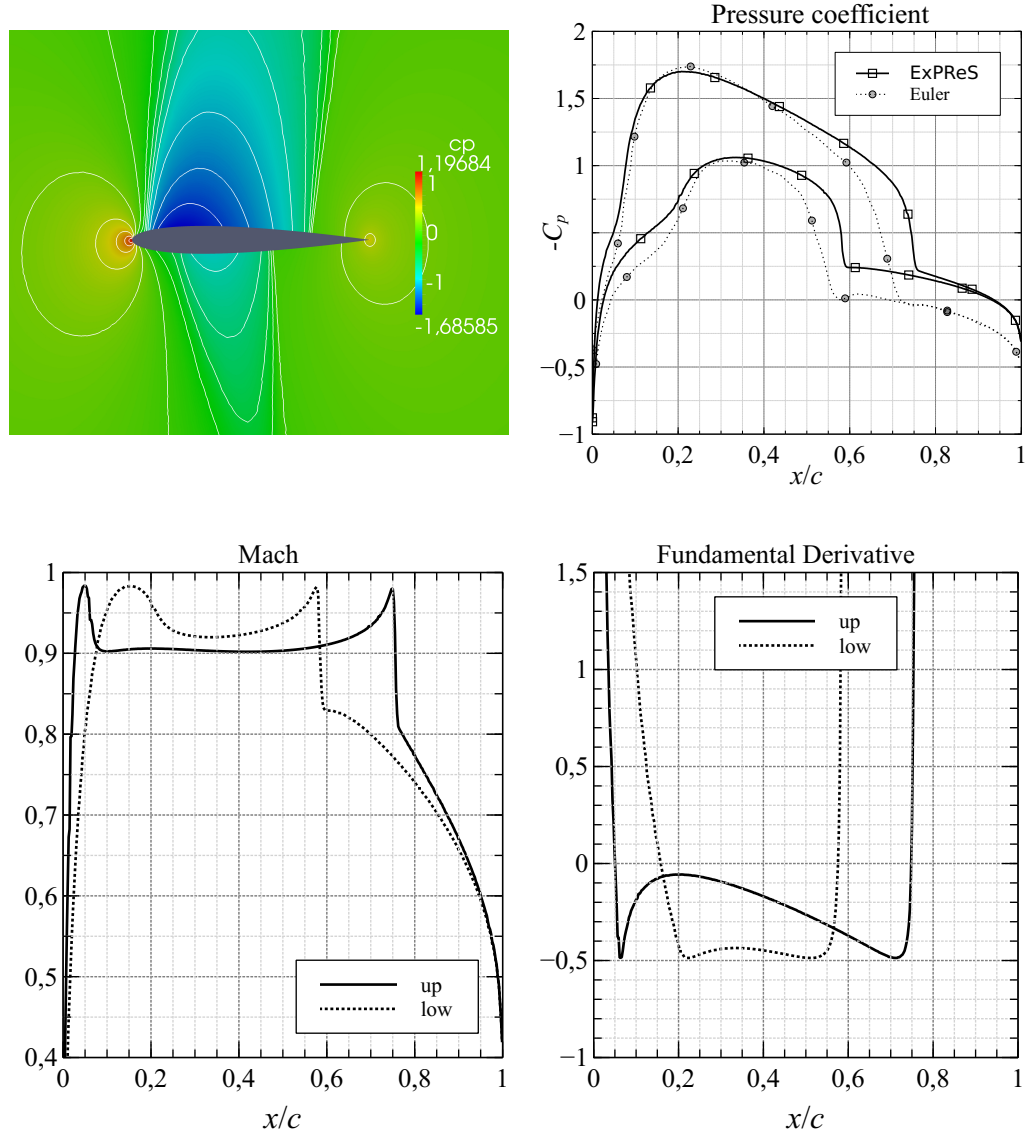 cp
1,19684
1
0
-1
-1,68585
Pressure coefficient
ExPReS
Euler
2
1,5
1
0,5
0
-0,5
-1
-Cp
0 0,2 0,4 0,6 0,8 1
x/c
Mach
1
0,9
0,8
0,7
0,6
0,5
0,4
up
low
0 0,2 0,4 0,6 0,8 1
x/c
Fundamental Derivative
up
low
1,5
1
0,5
0
-0,5
-1
0 0,2 0,4 0,6 0,8 1
x/c